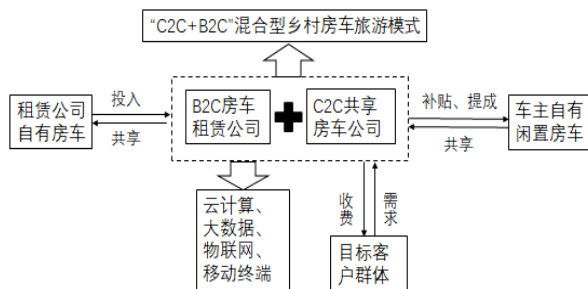 “C2C+B2C”混合型乡村房车旅游模式
租赁公司
自有房车
投入
共享
B2C房车
租赁公司
C2C共享
房车公司
补贴、提成
共享
车主自有
闲置房车
云计算、
大数据、
物联网、
移动终端
收费
需求
目标客
户群体